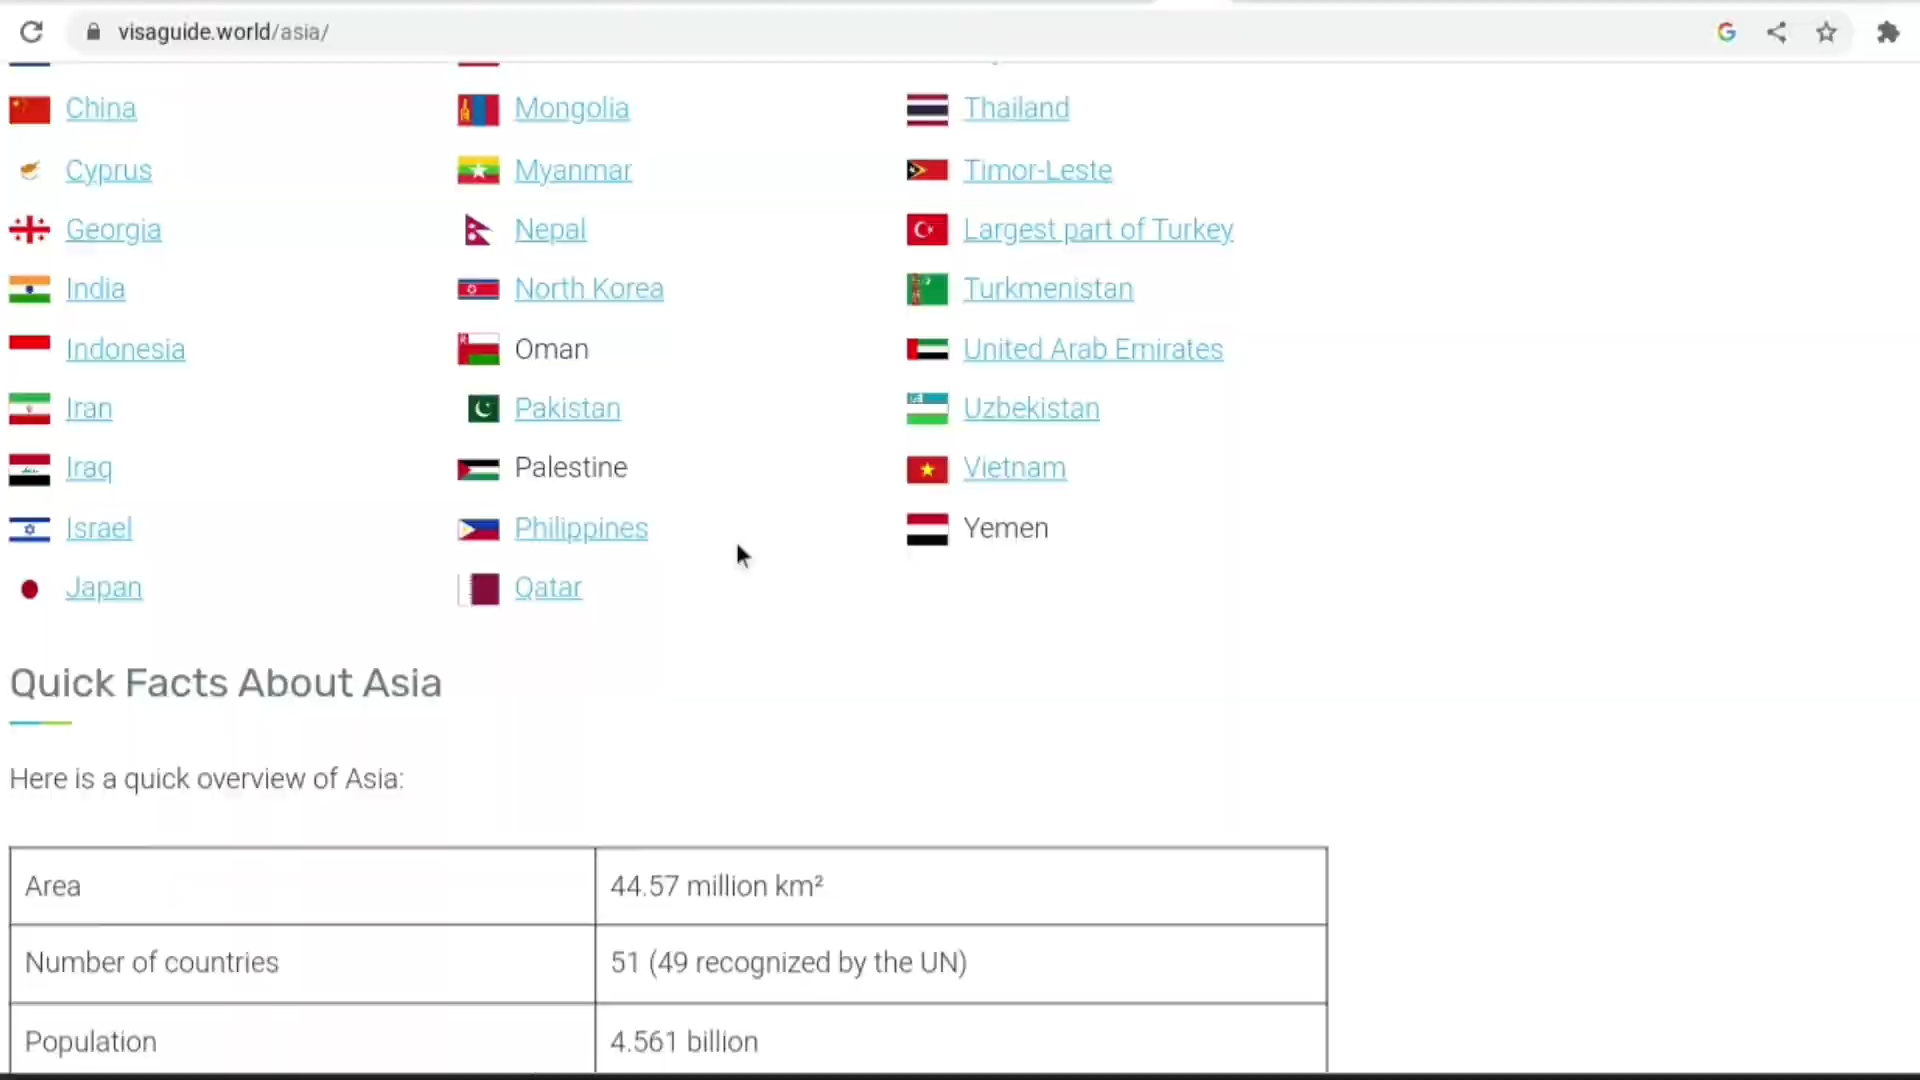 visaguide.world/asia/
China
Mongolia
Thailand
Cyprus
Myanmar
Timor-Leste
Georgia
Nepal
Largest part of Turkey
India
North Korea
Turkmenistan
Indonesia
Oman
United Arab Emirates
Iran
Pakistan
Uzbekistan
Iraq
Palestine
Vietnam
Israel
Philippines
Yemen
Japan
Qatar
Quick Facts About Asia
Here is a quick overview of Asia:
Area
44.57 million km²
Number of countries
51 (49 recognized by the UN)
Population
4.561 billion